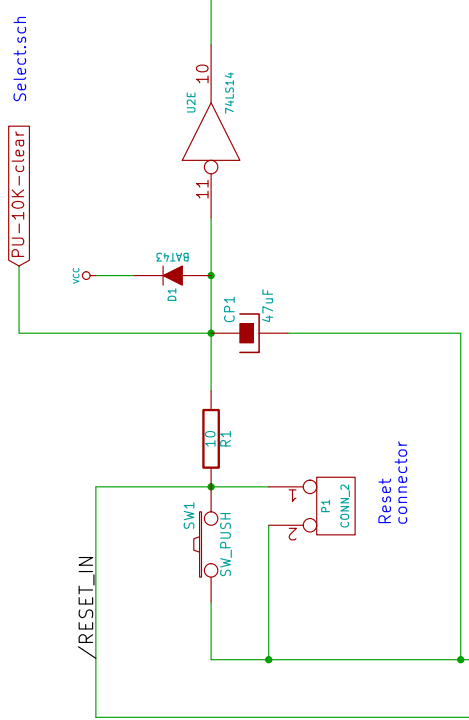 Select.sch
PU-10K-clear
10
U2E
74LS14
11
VCC
BAT43
D1
CP1
47uF
10
R1
SW1
SW_PUSH
1
2
P1
CONN_2
Reset
connector
/RESET_IN